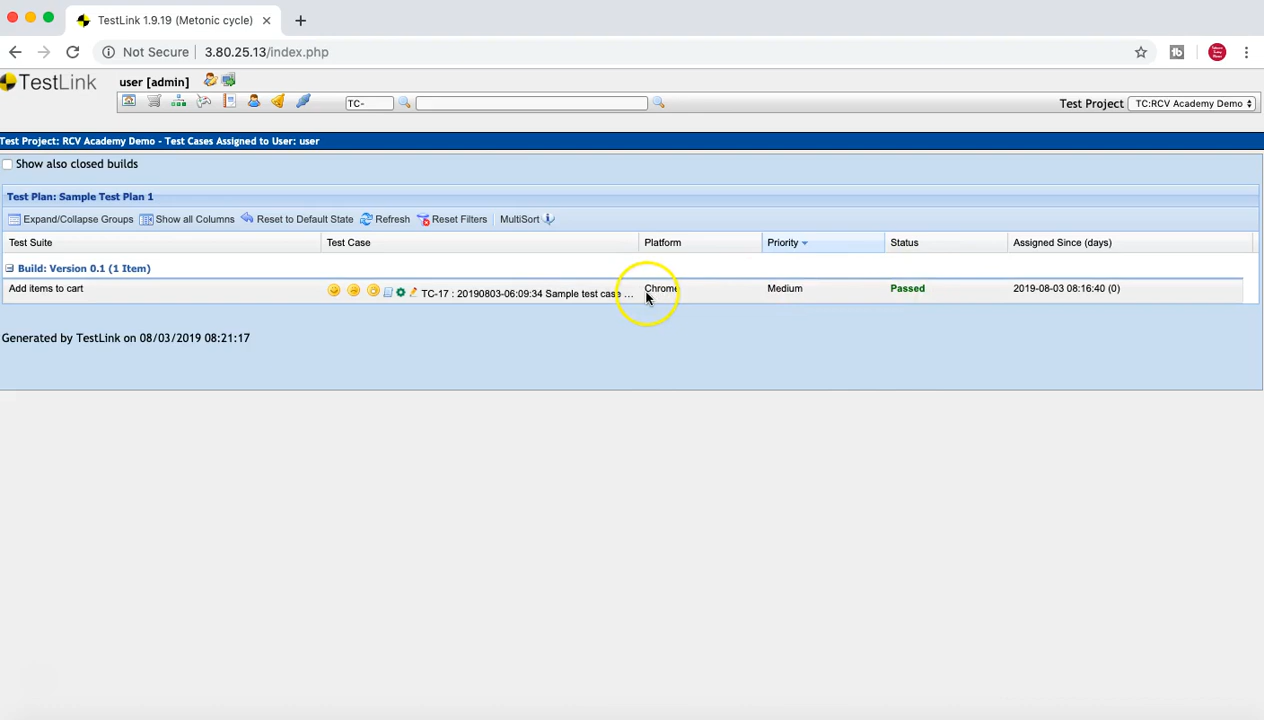 TestLink 1.9.19 (Metonic cycle)
Not Secure 3.80.25.13/index.php
TestLink user [admin]
TC- Test Project TC:RCV Academy Demo
Test Project: RCV Academy Demo - Test Cases Assigned to User: user
Show also closed builds
Test Plan: Sample Test Plan 1
Expand/Collapse Groups Show all Columns Reset to Default State Refresh Reset Filters MultiSort
Test Suite Test Case Platform Priority Status Assigned Since (days)
Build: Version 0.1 (1 Item)
Add items to cart TC-17 : 20190803-06:09:34 Sample test case ... Chrome Medium Passed 2019-08-03 08:16:40 (0)
Generated by TestLink on 08/03/2019 08:21:17